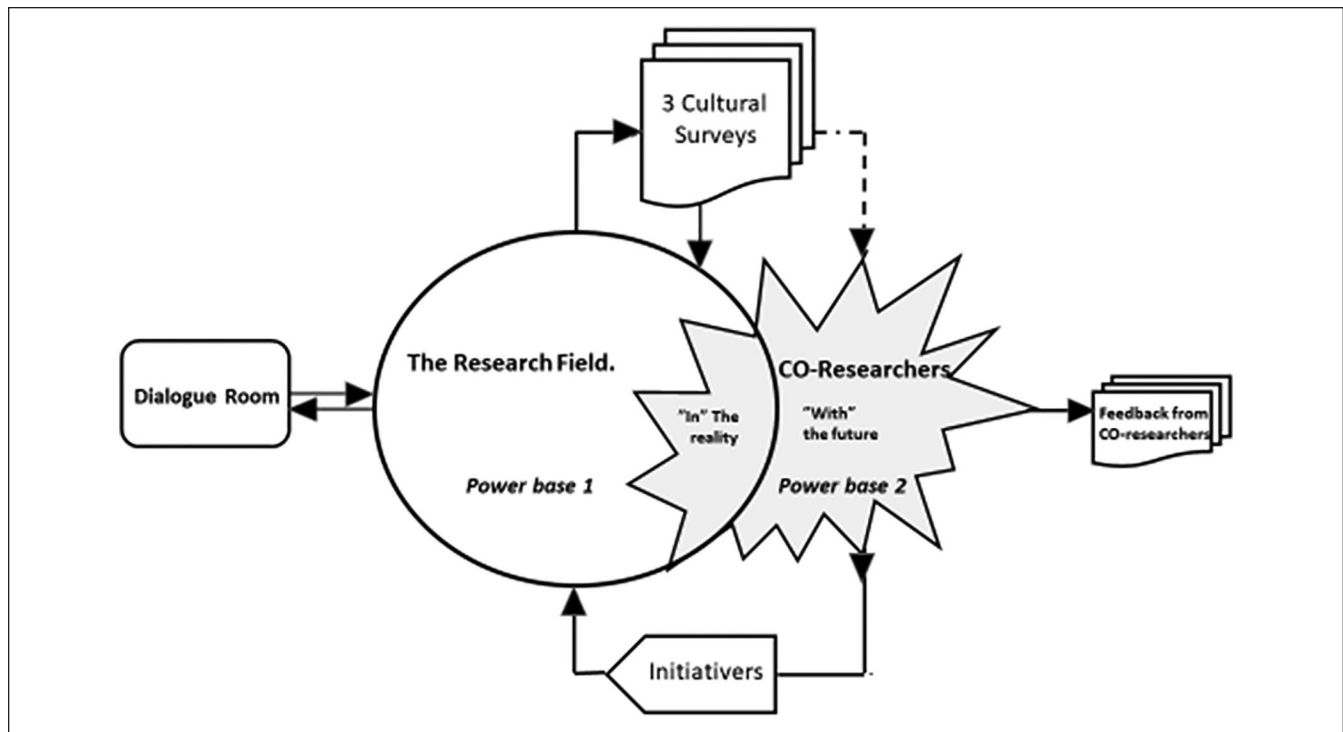 3 Cultural
Surveys
The Research Field.
CO-Researchers
Dialogue Room
"In" The
reality
"With"
the future
Feedback from
CO-researchers
Power base 1
Power base 2
Initiativers